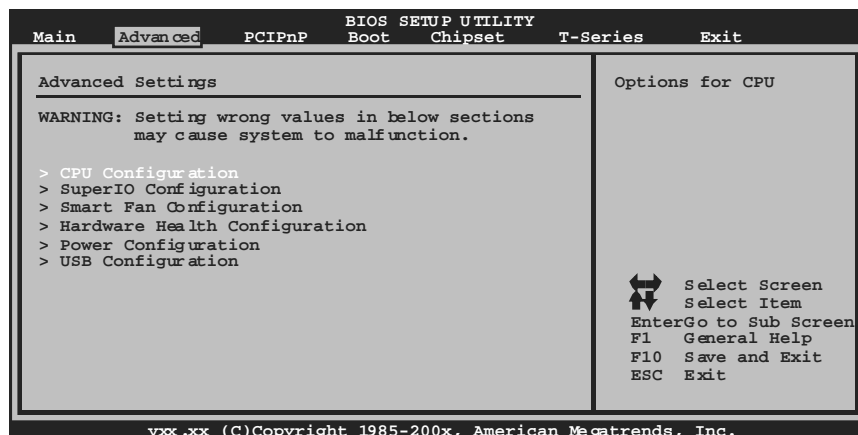 BIOS SETUP UTILITY
Main Advanced PCIPnP Boot Chipset T-Series Exit
Advanced Settings
WARNING: Setting wrong values in below sections
may cause system to malfunction.
> CPU Configuration
> SuperIO Configuration
> Smart Fan Configuration
> Hardware Health Configuration
> Power Configuration
> USB Configuration
Options for CPU
Select Screen
Select Item
EnterGo to Sub Screen
F1 General Help
F10 Save and Exit
ESC Exit
vxx.xx (C)Copyright 1985-200x, American Megatrends, Inc.